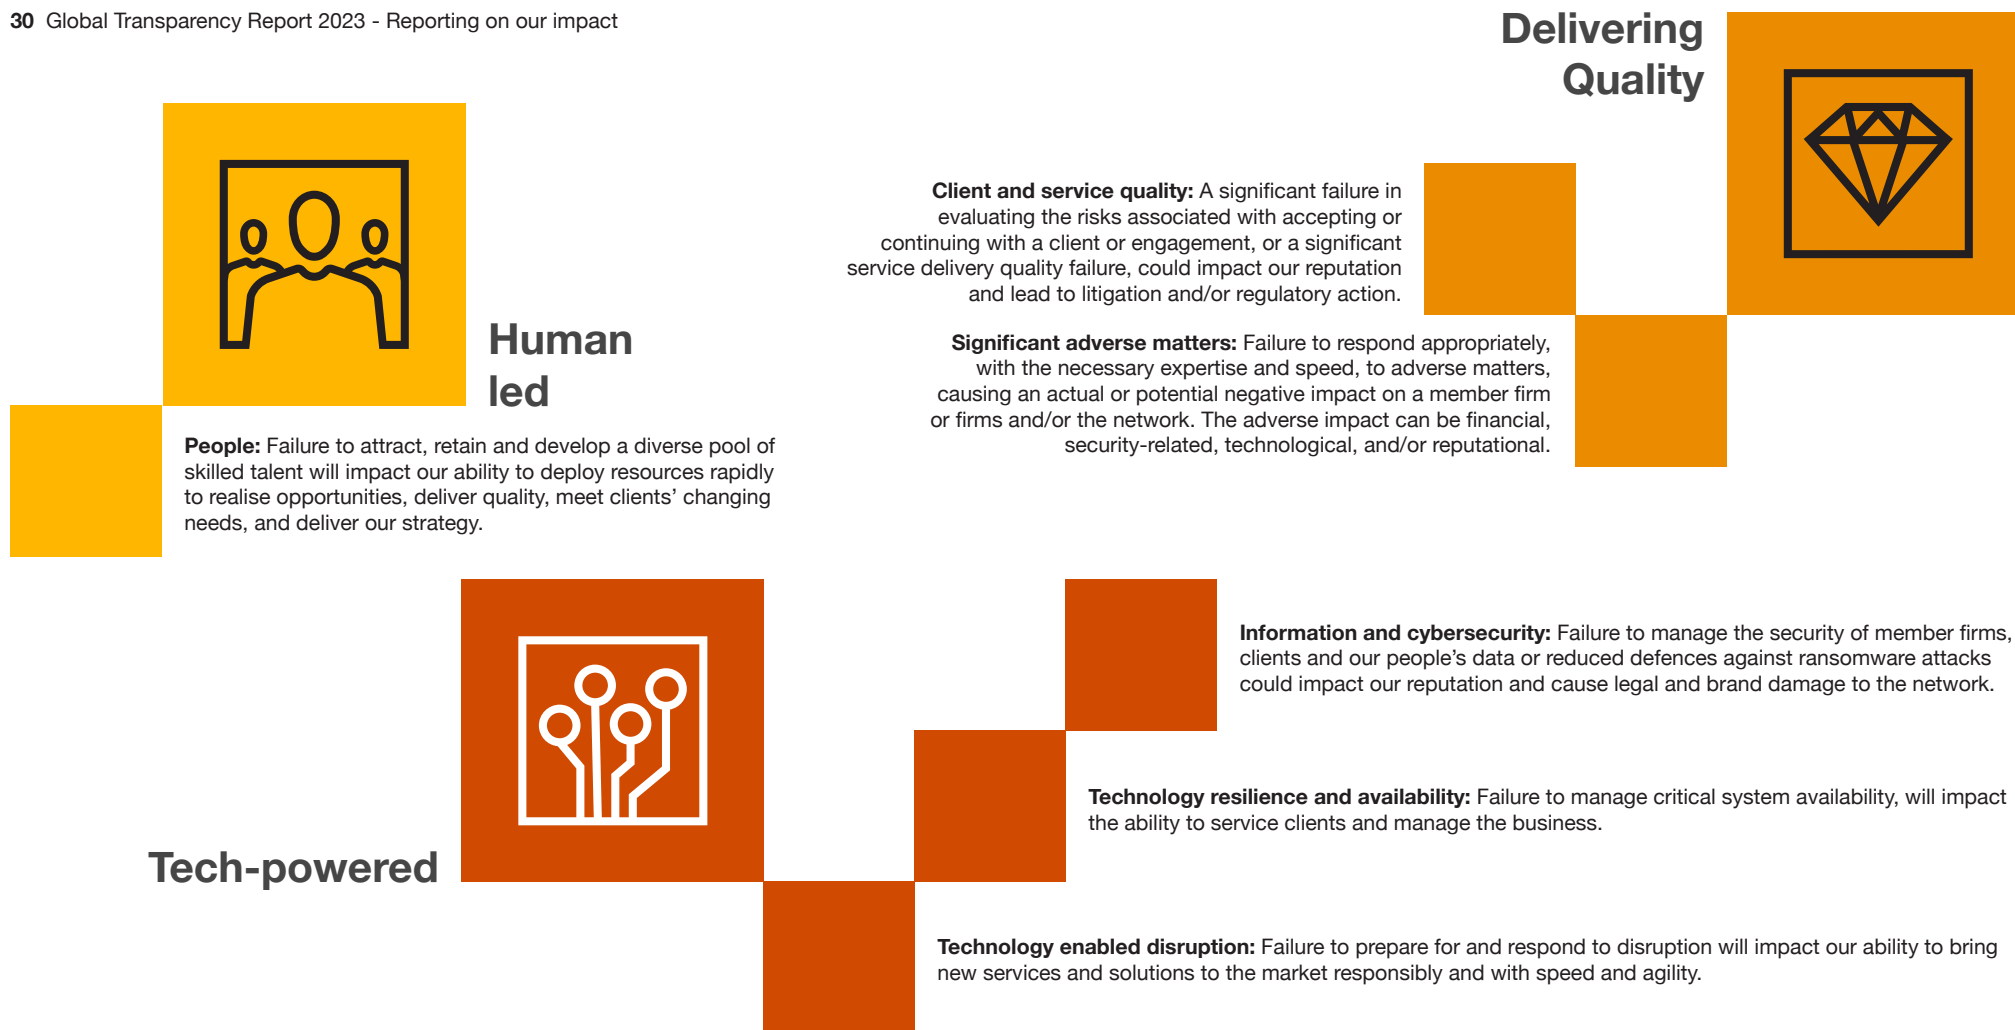 30 Global Transparency Report 2023 - Reporting on our impact
Delivering
Quality
Client and service quality: A significant failure in
evaluating the risks associated with accepting or
continuing with a client or engagement, or a significant
service delivery quality failure, could impact our reputation
and lead to litigation and/or regulatory action.
Significant adverse matters: Failure to respond appropriately,
with the necessary expertise and speed, to adverse matters,
causing an actual or potential negative impact on a member firm
or firms and/or the network. The adverse impact can be financial,
security-related, technological, and/or reputational.
Human
led
People: Failure to attract, retain and develop a diverse pool of
skilled talent will impact our ability to deploy resources rapidly
to realise opportunities, deliver quality, meet clients’ changing
needs, and deliver our strategy.
Tech-powered
Information and cybersecurity: Failure to manage the security of member firms,
clients and our people’s data or reduced defences against ransomware attacks
could impact our reputation and cause legal and brand damage to the network.
Technology resilience and availability: Failure to manage critical system availability, will impact
the ability to service clients and manage the business.
Technology enabled disruption: Failure to prepare for and respond to disruption will impact our ability to bring
new services and solutions to the market responsibly and with speed and agility.